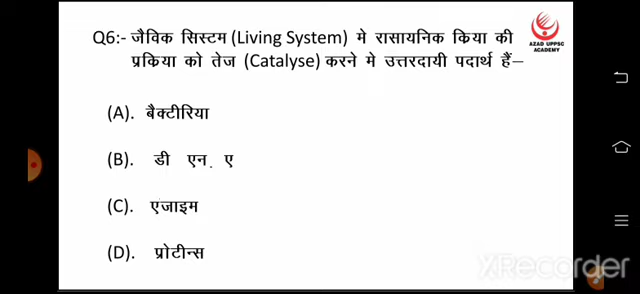 Q6:- जैविक सिस्टम (Living System) मे रासायनिक किया की
प्रकिया को तेज (Catalyse) करने मे उत्तरदायी पदार्थ हैं–
AZAD UPPSC
ACADEMY
(A). बैक्टीरिया
(B). डी एन. ए
(C). एजाइम
(D). प्रोटीन्स
XRecorder